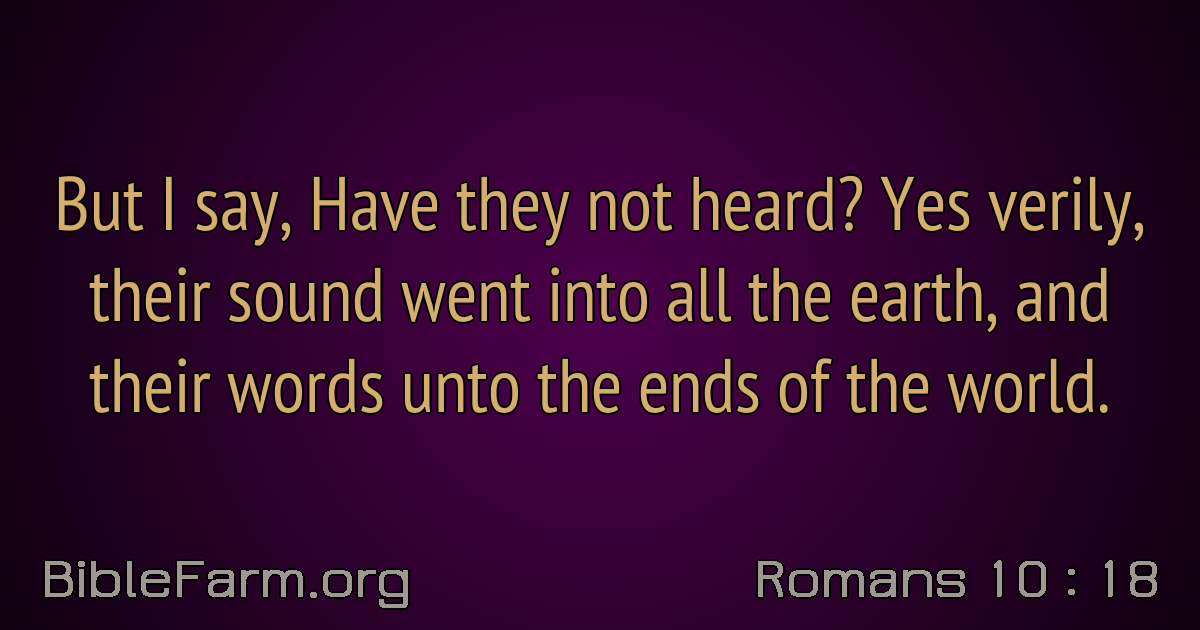 But I say, Have they not heard? Yes verily,
their sound went into all the earth, and
their words unto the ends of the world.
BibleFarm.org
Romans 10 : 18